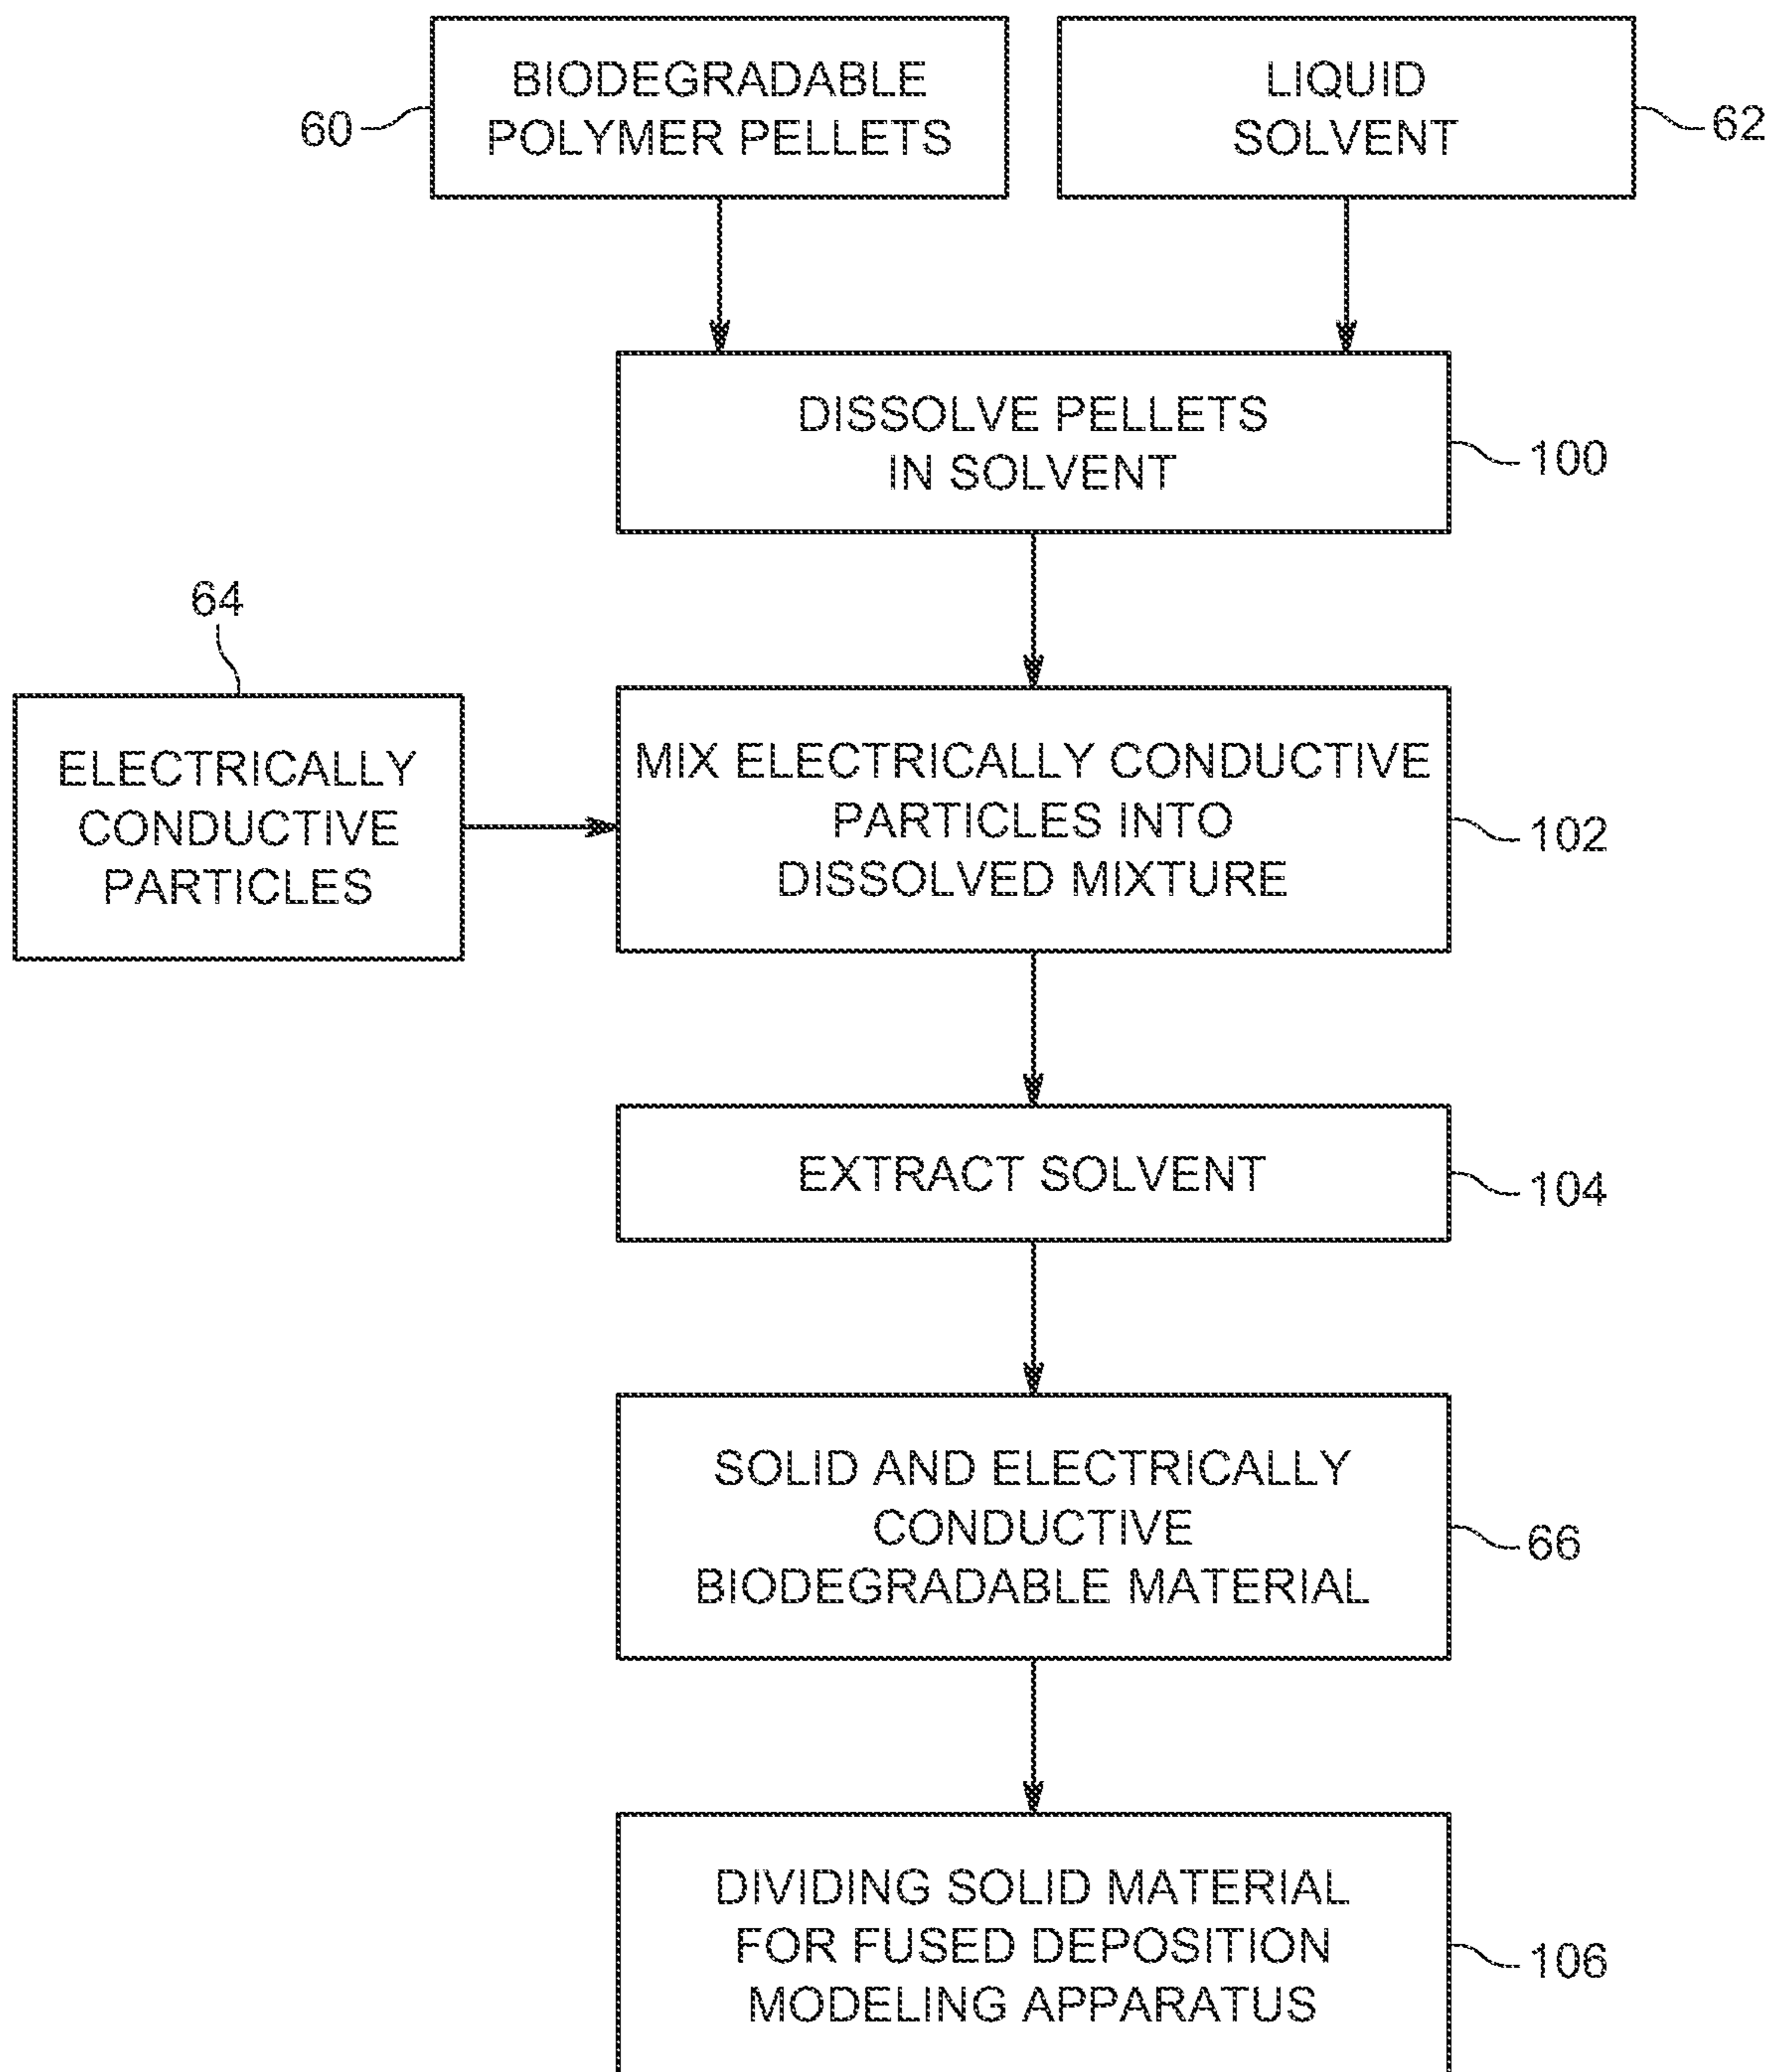 BIODEGRADABLE
POLYMER PELLETS
60
LIQUID
SOLVENT
62
DISSOLVE PELLETS
IN SOLVENT
100
64
ELECTRICALLY
CONDUCTIVE
PARTICLES
MIX ELECTRICALLY CONDUCTIVE
PARTICLES INTO
DISSOLVED MIXTURE
102
EXTRACT SOLVENT
104
SOLID AND ELECTRICALLY
CONDUCTIVE
BIODEGRADABLE MATERIAL
66
DIVIDING SOLID MATERIAL
FOR FUSED DEPOSITION
MODELING APPARATUS
106